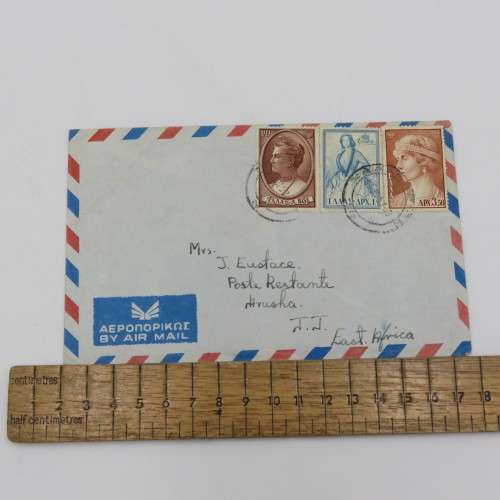 ΕΛΛΑΣ
ΔΡΧ.
ΔΡΧ. 3.50
Mrs.
J. Eustace.
Poste Restante
Arusha.
T.T.
East Africa
ΑΕΡΟΠΟΡΙΚΩΣ
BY AIR MAIL
centimetres
1 2 3 4 5 6 7 8 9 10 11 12 13 14 15 16 17 18
half centimetres